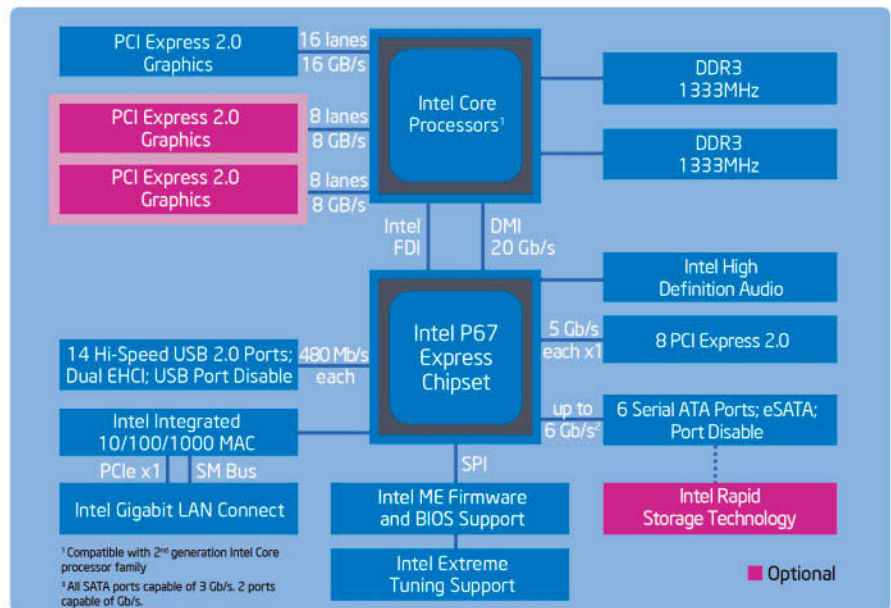 PCI Express 2.0
Graphics
16 lanes
16 GB/s
PCI Express 2.0
Graphics
8 lanes
8 GB/s
PCI Express 2.0
Graphics
8 lanes
8 GB/s
Intel Core
Processors¹
DDR3
1333MHz
DDR3
1333MHz
Intel
FDI
DMI
20 Gb/s
Intel P67
Express
Chipset
Intel High
Definition Audio
5 Gb/s
each x1
8 PCI Express 2.0
14 Hi-Speed USB 2.0 Ports;
Dual EHCI; USB Port Disable
480 Mb/s
each
up to
6 Gb/s²
6 Serial ATA Ports; eSATA;
Port Disable
Intel Integrated
10/100/1000 MAC
PCIe x1
SM Bus
Intel Gigabit LAN Connect
SPI
Intel ME Firmware
and BIOS Support
Intel Extreme
Tuning Support
Intel Rapid
Storage Technology
¹ Compatible with 2ⁿᵈ generation Intel Core
processor family
³ All SATA ports capable of 3 Gb/s. 2 ports
capable of Gb/s.
Optional